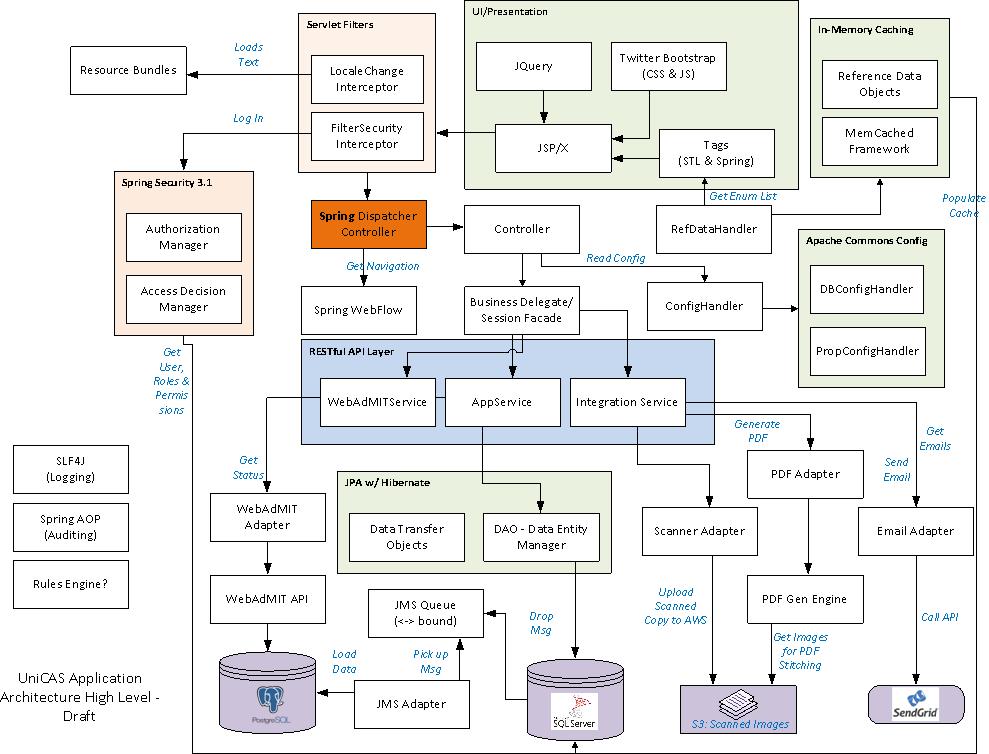 Servlet Filters
UI/Presentation
In-Memory Caching
Loads
Text
Resource Bundles
LocaleChange
Interceptor
JQuery
Twitter Bootstrap
(CSS & JS)
Reference Data
Objects
Log In
FilterSecurity
Interceptor
JSP/X
Tags
(STL & Spring)
MemCached
Framework
Spring Security 3.1
Get Enum List
Populate
Cache
Authorization
Manager
Spring Dispatcher
Controller
Controller
RefDataHandler
Apache Commons Config
Get Navigation
Read Config
Access Decision
Manager
Spring WebFlow
Business Delegate/
Session Facade
ConfigHandler
DBConfigHandler
PropConfigHandler
Get
User,
Roles &
Permis
sions
RESTful API Layer
WebAdMITService
AppService
Integration Service
Generate
PDF
Get
Emails
Send
Email
SLF4J
(Logging)
Get
Status
JPA w/ Hibernate
PDF Adapter
Spring AOP
(Auditing)
WebAdMIT
Adapter
Data Transfer
Objects
DAO - Data Entity
Manager
Scanner Adapter
Email Adapter
Rules Engine?
WebAdMIT API
JMS Queue
(<-> bound)
Drop
Msg
Upload
Scanned
Copy to AWS
PDF Gen Engine
Call API
Load
Data
Pick up
Msg
Get Images
for PDF
Stitching
UniCAS Application
Architecture High Level -
Draft
PostgreSQL
JMS Adapter
SQL Server
S3: Scanned Images
SendGrid